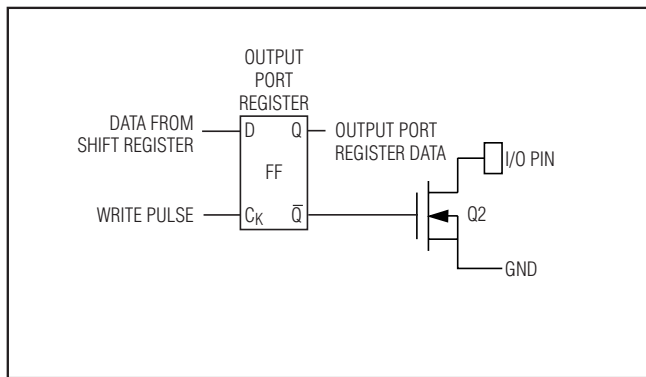 OUTPUT
PORT
REGISTER
DATA FROM
SHIFT REGISTER
D
Q
OUTPUT PORT
REGISTER DATA
FF
WRITE PULSE
CK
Q̅
I/O PIN
Q2
GND